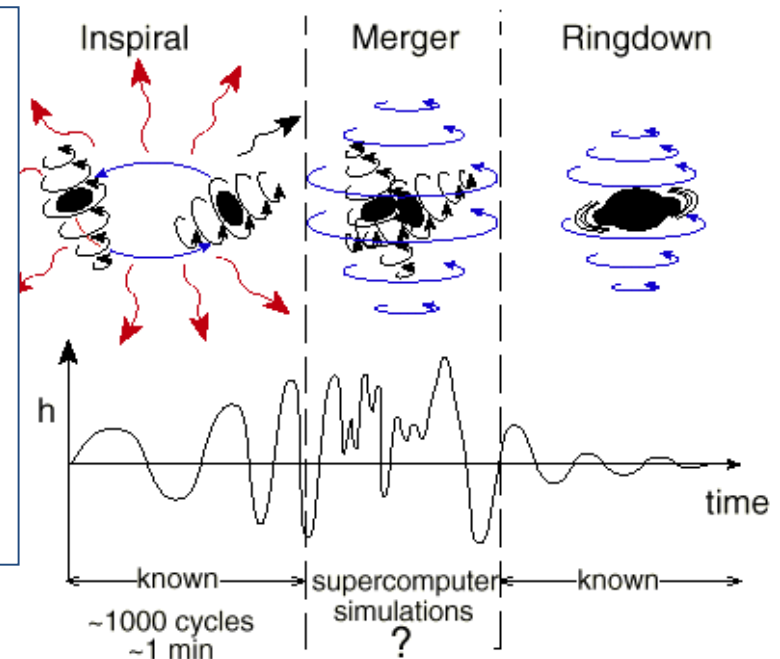 Inspiral
Merger
Ringdown
h
time
known
supercomputer
simulations
?
known
~1000 cycles
~1 min